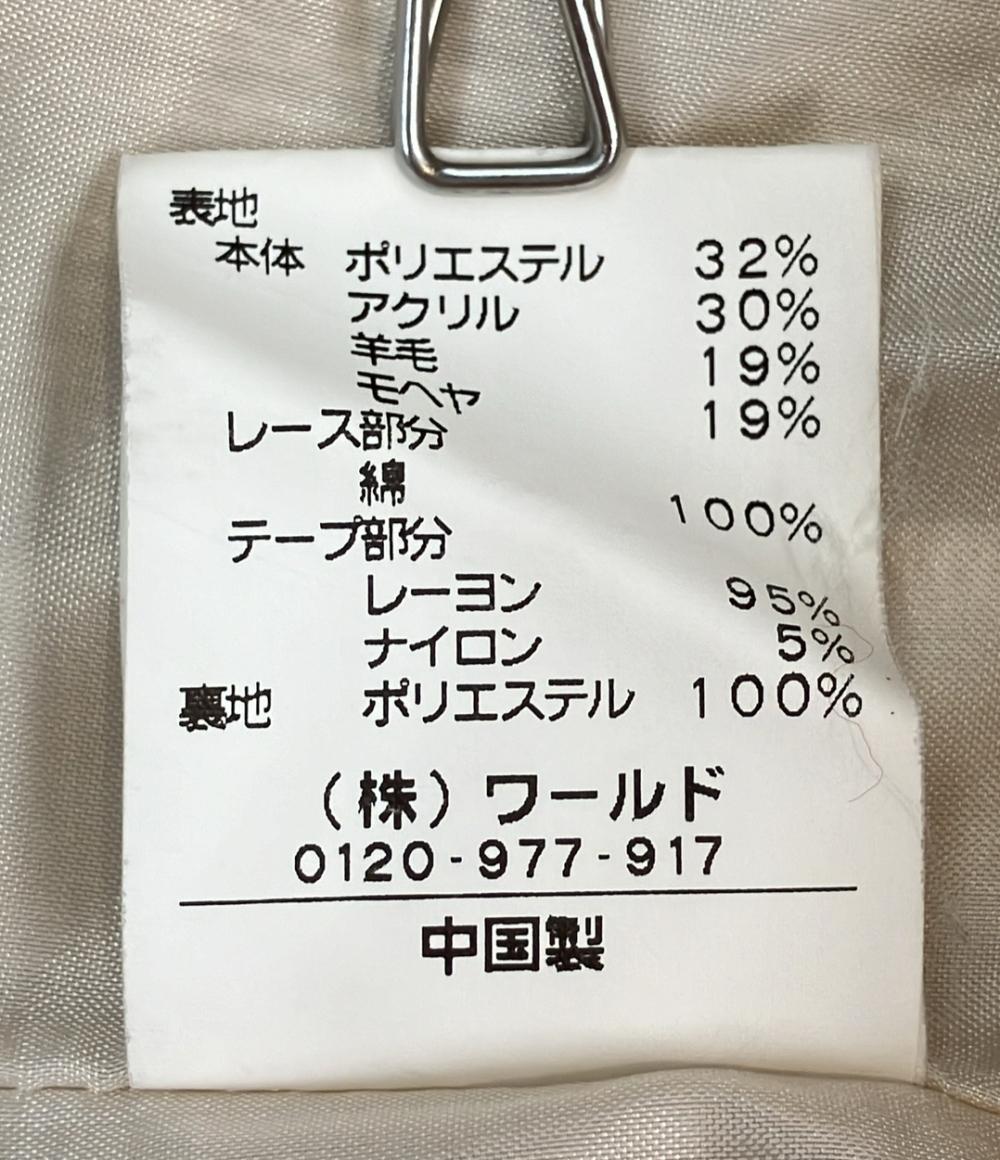 表地
本体 ポリエステル 32%
アクリル 30%
羊毛 19%
モヘヤ 19%
レース部分
綿 100%
テープ部分
レーヨン 95%
ナイロン 5%
裏地 ポリエステル 100%
(株)ワールド
0120-977-917
中国製